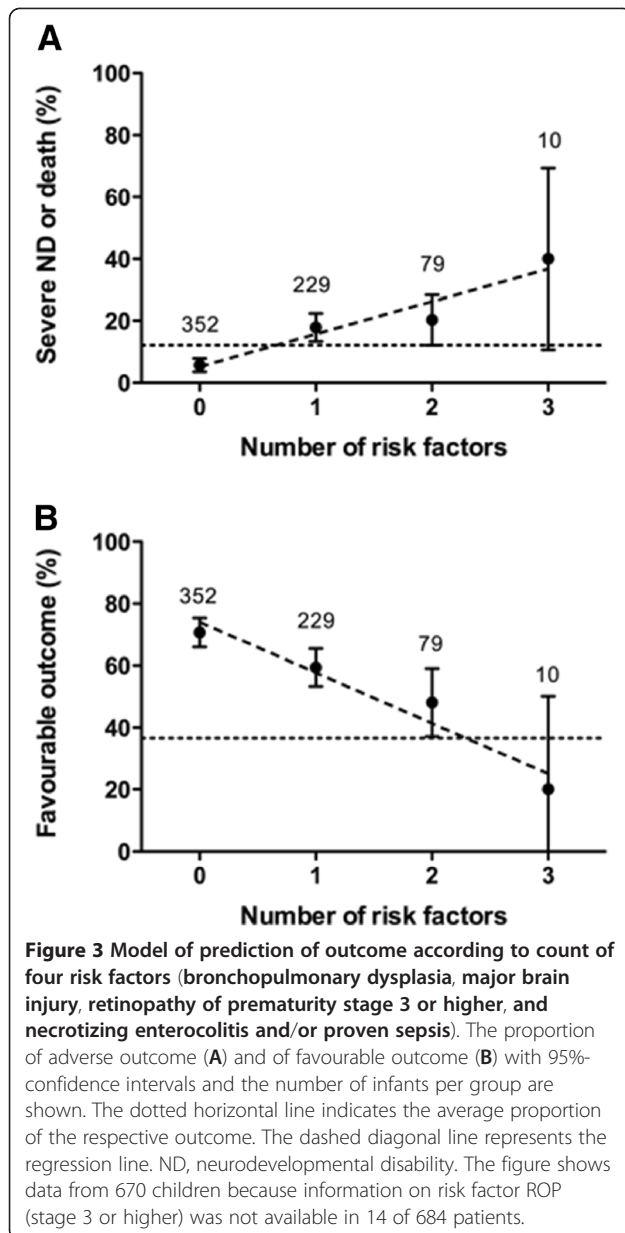 A
Severe ND or death (%)
100
80
60
40
20
0
352
229
79
10
0 1 2 3
Number of risk factors
B
Favourable outcome (%)
100
80
60
40
20
0
352
229
79
10
0 1 2 3
Number of risk factors
Figure 3 Model of prediction of outcome according to count of
four risk factors (bronchopulmonary dysplasia, major brain
injury, retinopathy of prematurity stage 3 or higher, and
necrotizing enterocolitis and/or proven sepsis). The proportion
of adverse outcome (A) and of favourable outcome (B) with 95%-
confidence intervals and the number of infants per group are
shown. The dotted horizontal line indicates the average proportion
of the respective outcome. The dashed diagonal line represents the
regression line. ND, neurodevelopmental disability. The figure shows
data from 670 children because information on risk factor ROP
(stage 3 or higher) was not available in 14 of 684 patients.